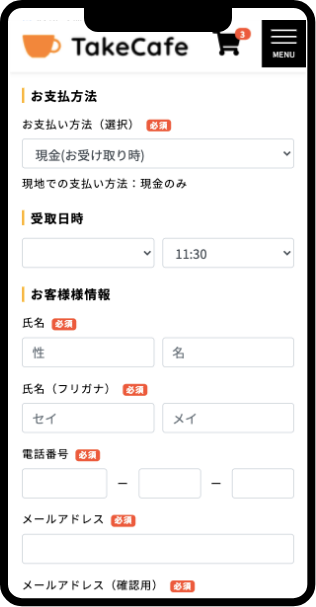 TakeCafe
3
MENU
お支払方法
お支払い方法（選択） 必須
現金(お受け取り時)
現地での支払い方法：現金のみ
受取日時
11:30
お客様様情報
氏名 必須
性 名
氏名（フリガナ） 必須
セイ メイ
電話番号 必須
– –
メールアドレス 必須
メールアドレス（確認用） 必須